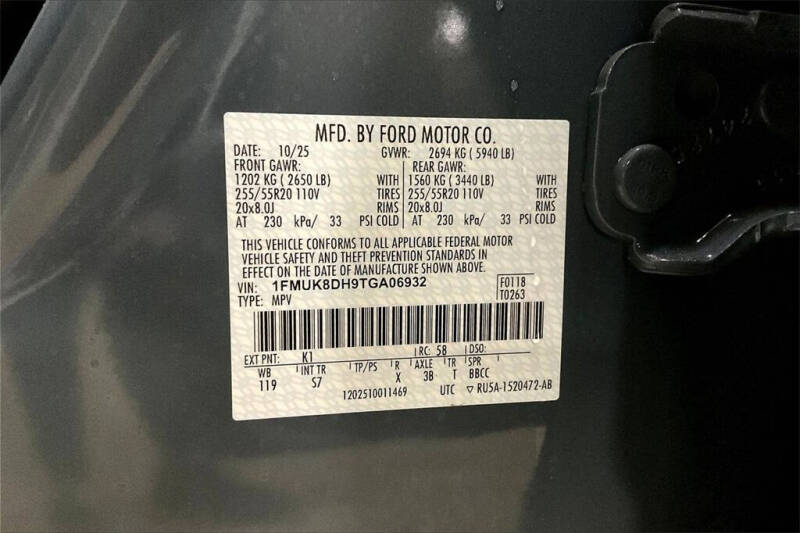 MFD. BY FORD MOTOR CO.
DATE: 10/25 GVWR: 2694 KG ( 5940 LB)
FRONT GAWR: REAR GAWR:
1202 KG ( 2650 LB) WITH 1560 KG ( 3440 LB) WITH
255/55R20 110V TIRES 255/55R20 110V TIRES
20x8.0J RIMS 20x8.0J RIMS
AT 230 kPa/ 33 PSI COLD AT 230 kPa/ 33 PSI COLD
THIS VEHICLE CONFORMS TO ALL APPLICABLE FEDERAL MOTOR
VEHICLE SAFETY AND THEFT PREVENTION STANDARDS IN
EFFECT ON THE DATE OF MANUFACTURE SHOWN ABOVE.
VIN: 1FMUK8DH9TGA06932 F0118
TYPE: MPV T0263
EXT PNT: K1 RC: 5B DSO:
WB INT TR TP/PS R AXLE TR SPR
119 S7 X 3B T BBCC
1202510011469 UTC ▽ RU5A-1520472-AB